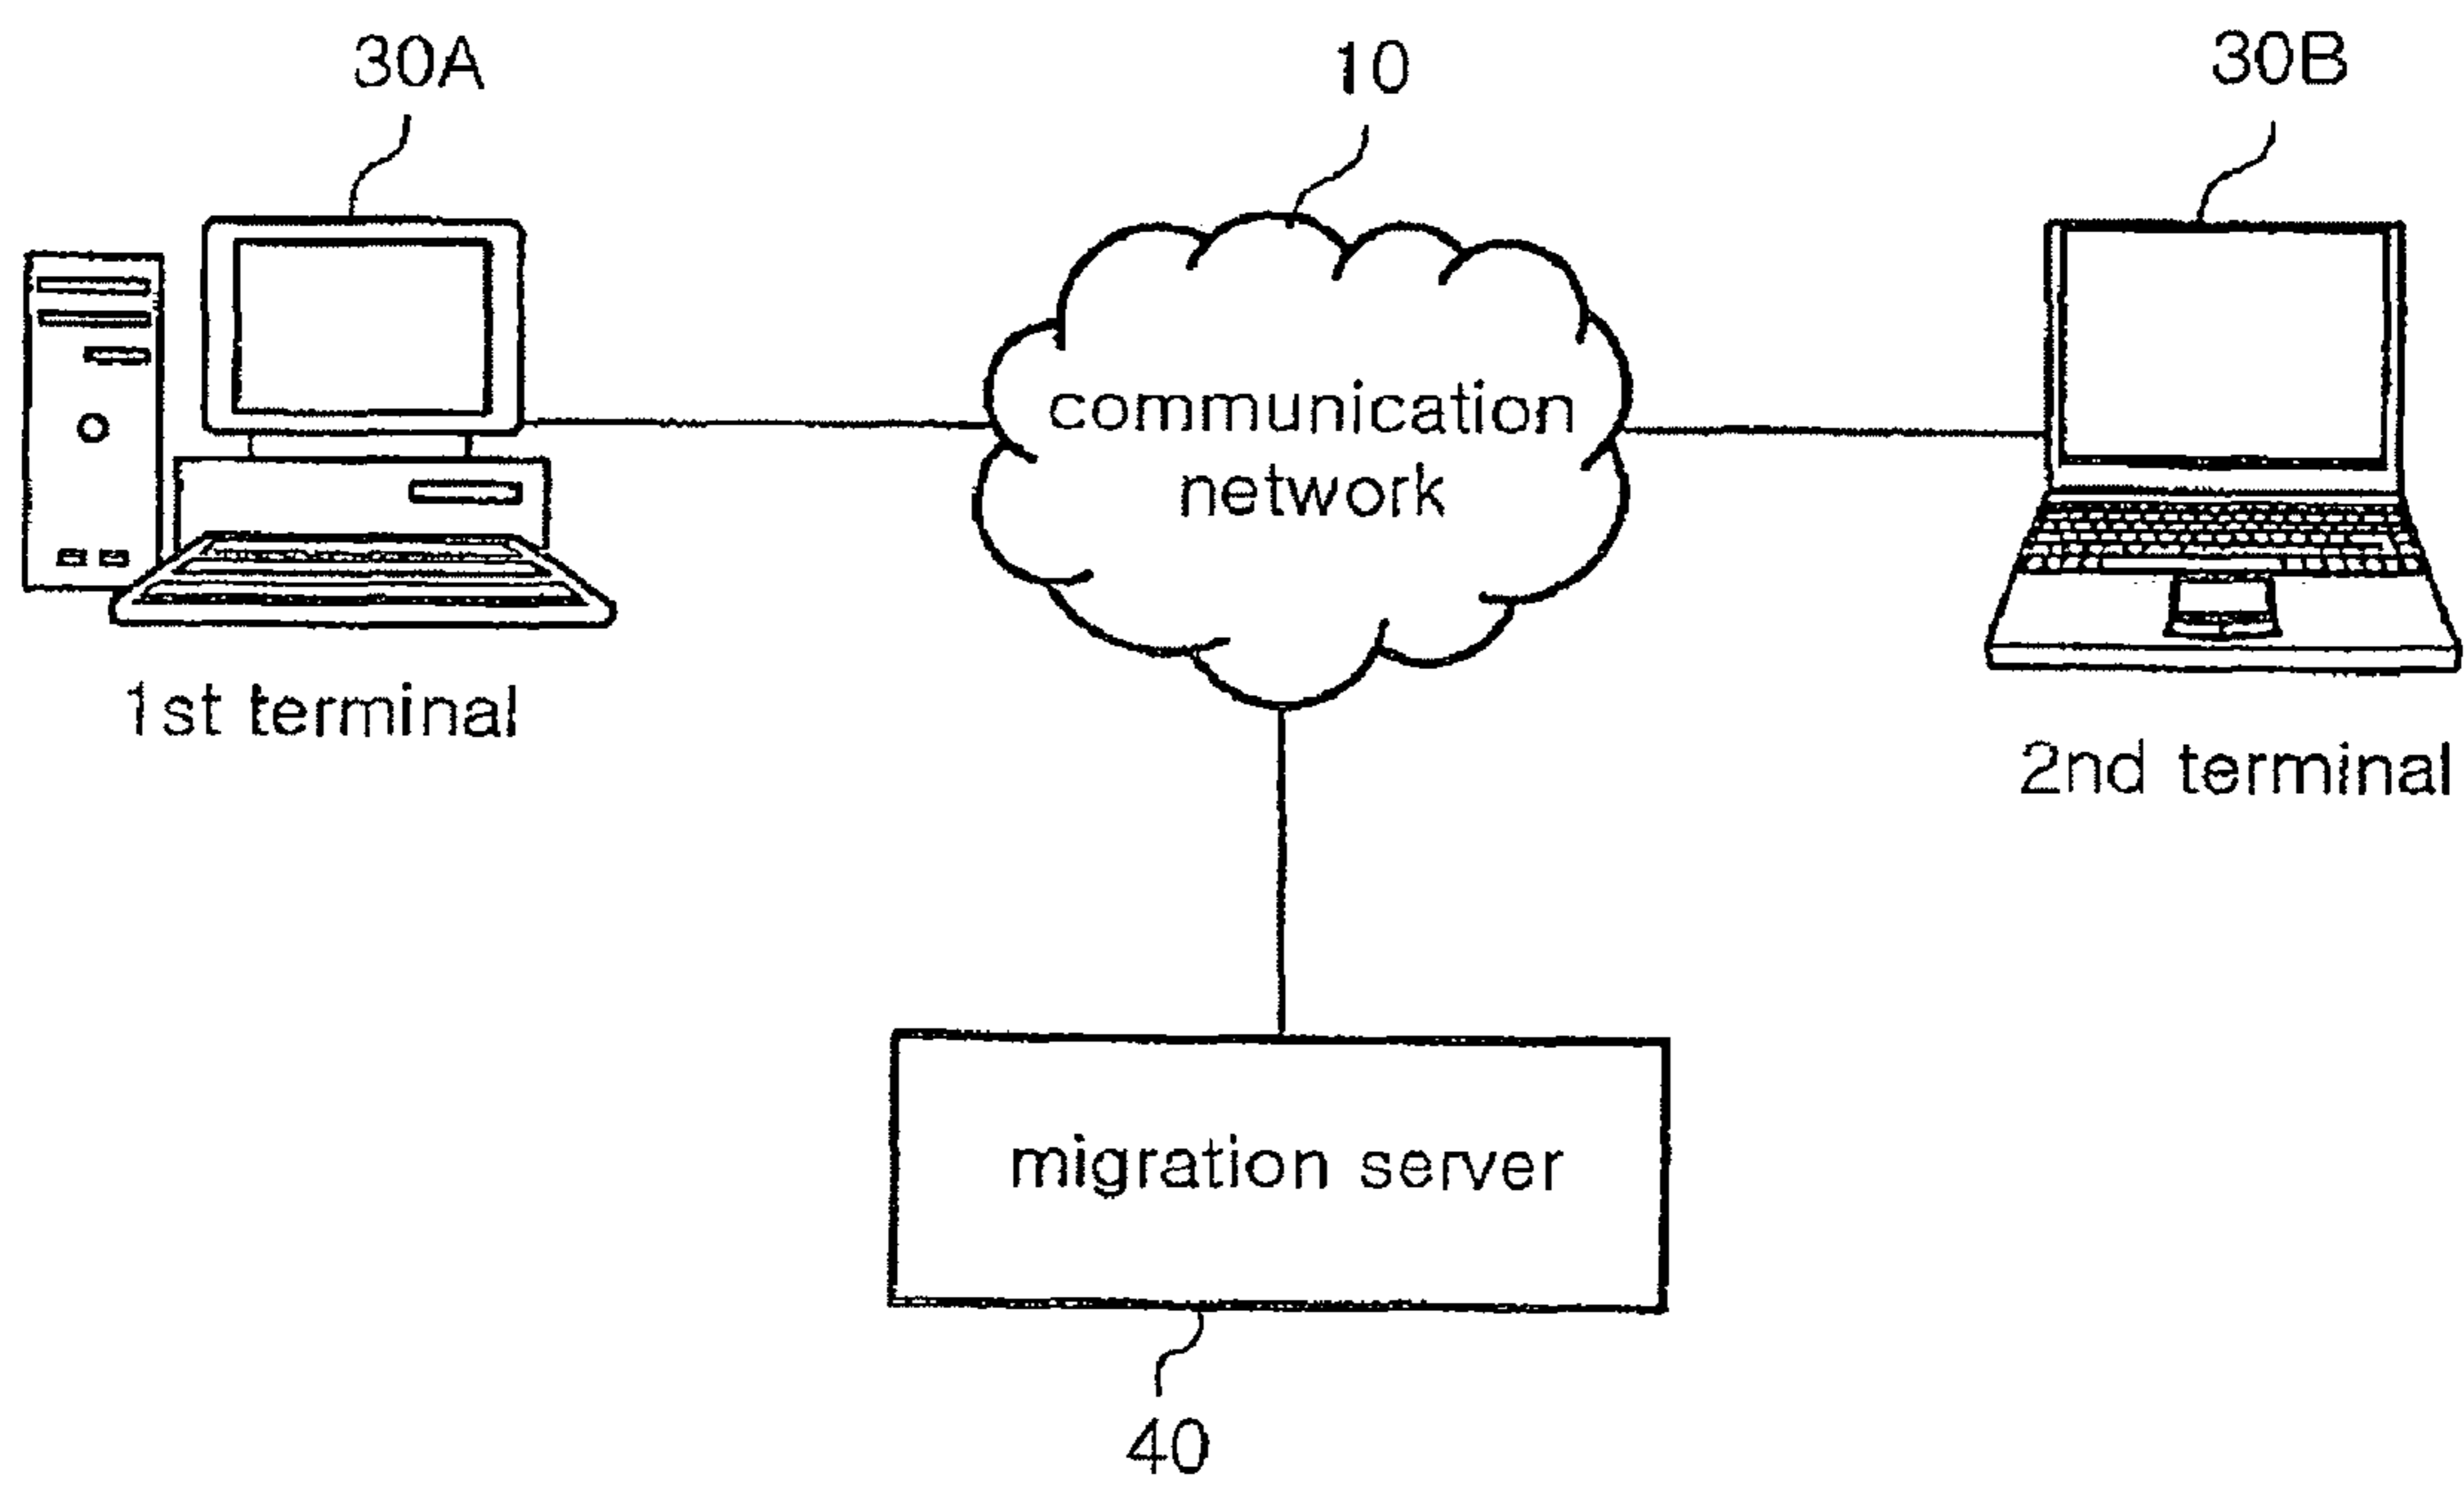 30A
10
30B
communication
network
1st terminal
2nd terminal
migration server
40